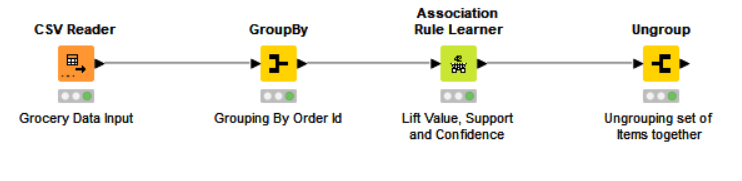 CSV Reader
GroupBy
Association
Rule Learner
Ungroup
Grocery Data Input
Grouping By Order Id
Lift Value, Support
and Confidence
Ungrouping set of
Items together